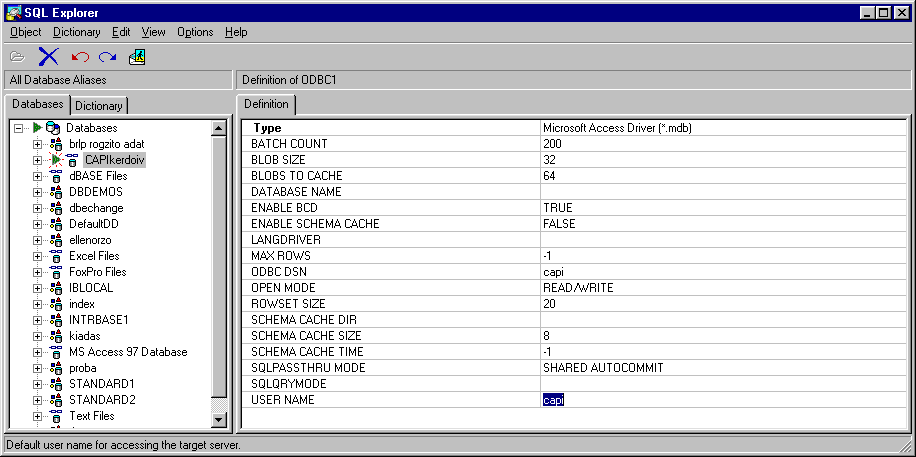 SQL Explorer
Object Dictionary Edit View Options Help
All Database Aliases
Definition of ODBC1
Databases Dictionary
Databases
brlp rogzito adat
CAPIkerdoiv
dBASE Files
DBDEMOS
dbechange
DefaultDD
ellenorzo
Excel Files
FoxPro Files
IBLOCAL
index
INTRBASE1
kiadas
MS Access 97 Database
proba
STANDARD1
STANDARD2
Text Files
Definition
Type Microsoft Access Driver (*.mdb)
BATCH COUNT 200
BLOB SIZE 32
BLOBS TO CACHE 64
DATABASE NAME
ENABLE BCD TRUE
ENABLE SCHEMA CACHE FALSE
LANGDRIVER
MAX ROWS -1
ODBC DSN capi
OPEN MODE READ/WRITE
ROWSET SIZE 20
SCHEMA CACHE DIR
SCHEMA CACHE SIZE 8
SCHEMA CACHE TIME -1
SQLPASSTHRU MODE SHARED AUTOCOMMIT
SQLQRYMODE
USER NAME capi
Default user name for accessing the target server.